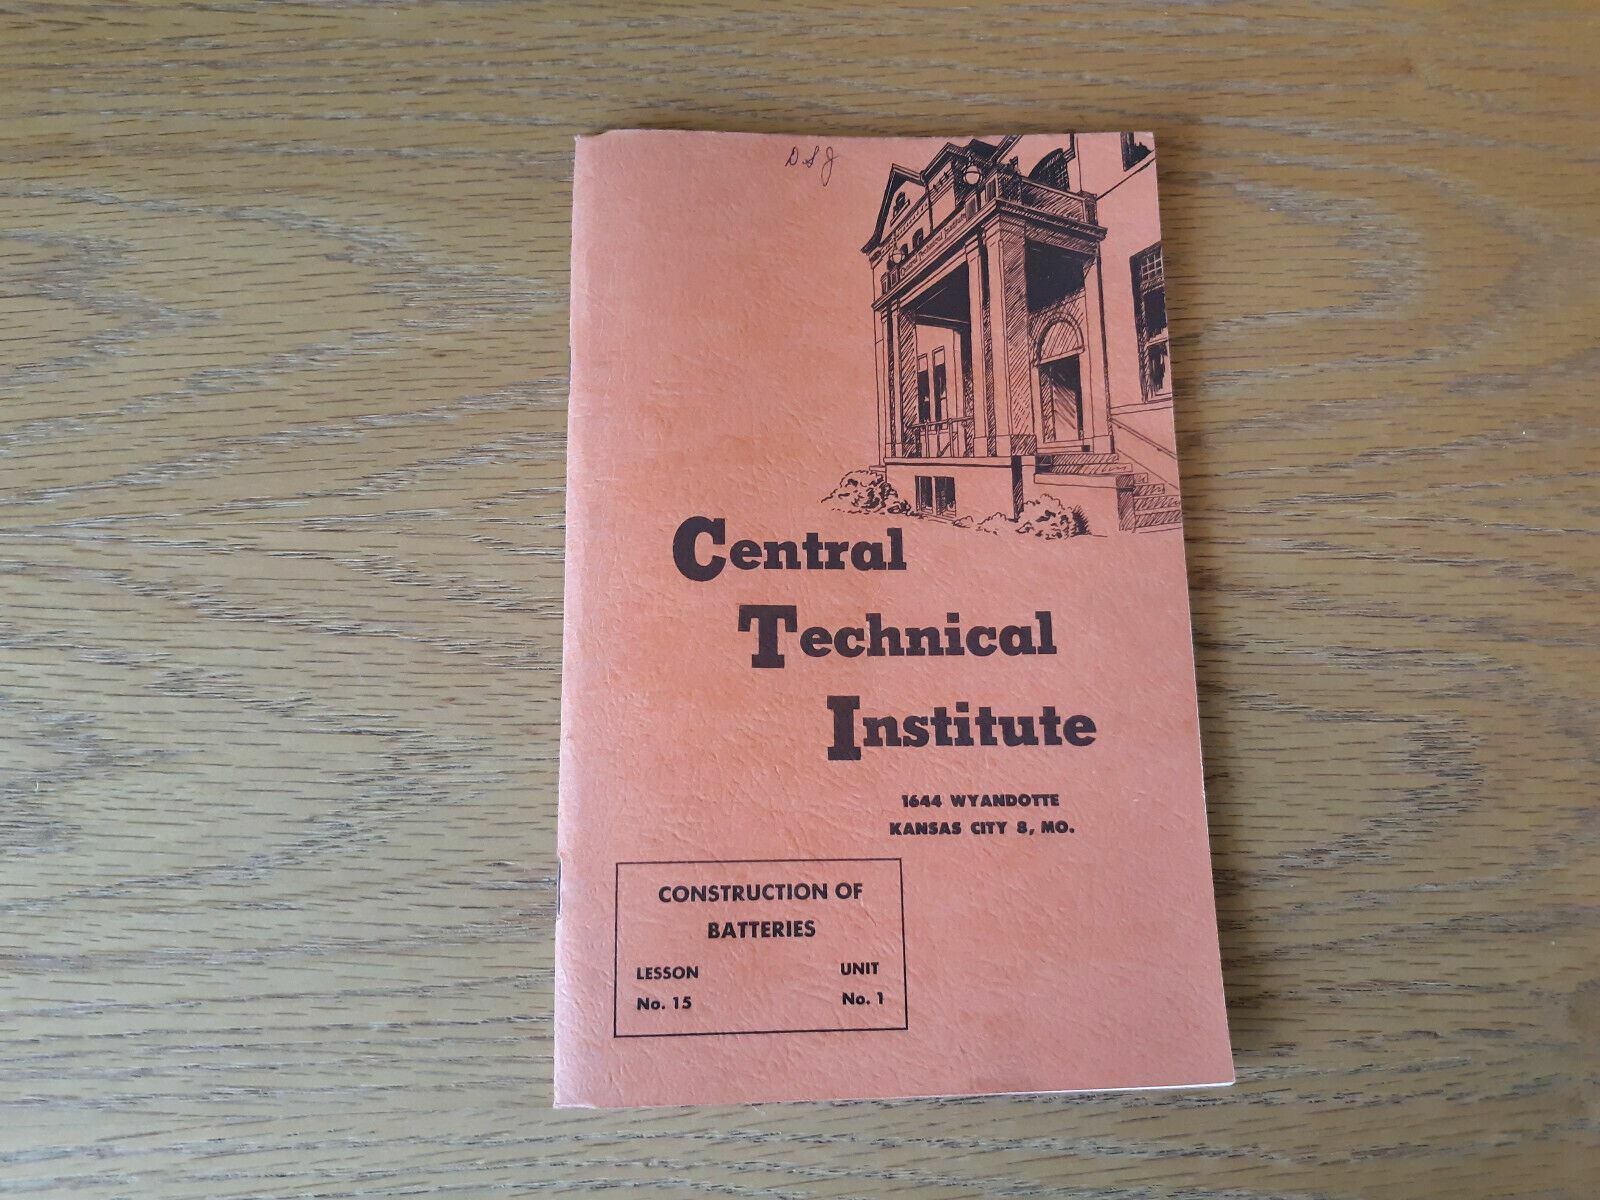 D S J
Central
Technical
Institute
1644 WYANDOTTE
KANSAS CITY 8, MO.
CONSTRUCTION OF
BATTERIES
LESSON UNIT
No. 15 No. 1